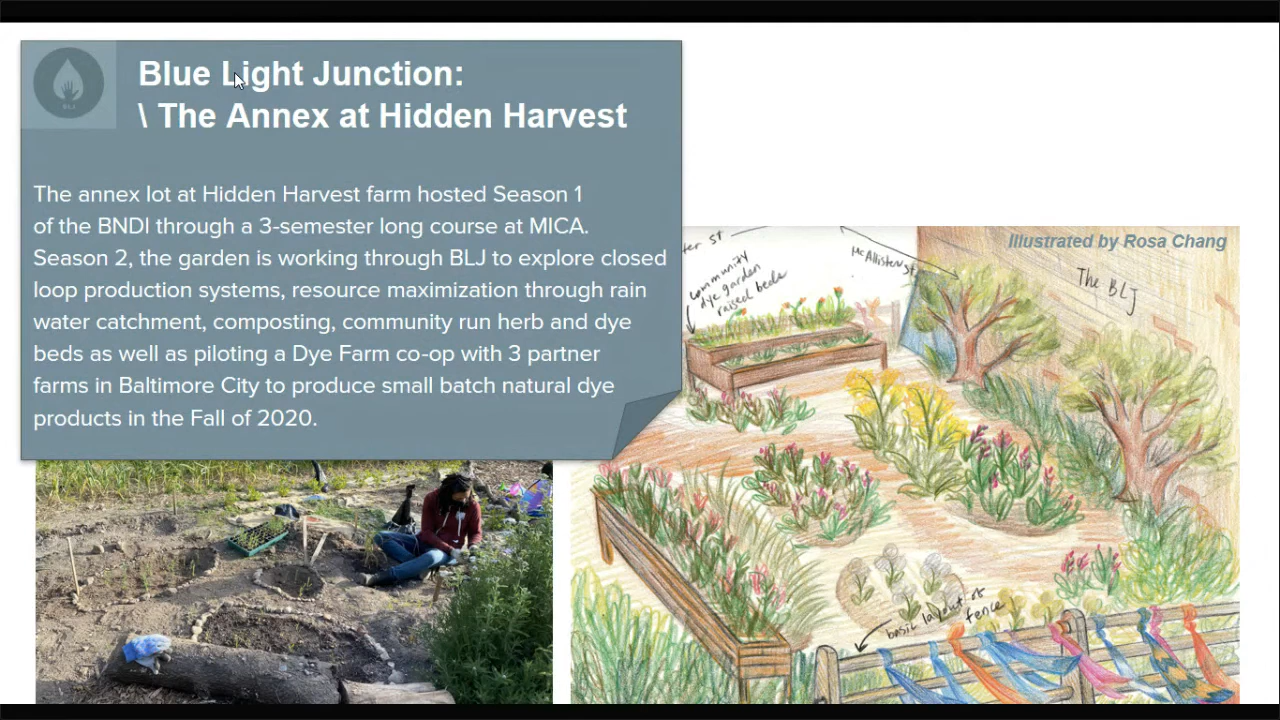 BLJ
Blue Light Junction:
\ The Annex at Hidden Harvest
The annex lot at Hidden Harvest farm hosted Season 1
of the BNDI through a 3-semester long course at MICA.
Season 2, the garden is working through BLJ to explore closed
loop production systems, resource maximization through rain
water catchment, composting, community run herb and dye
beds as well as piloting a Dye Farm co-op with 3 partner
farms in Baltimore City to produce small batch natural dye
products in the Fall of 2020.
Illustrated by Rosa Chang
St
McAllister St
The BLJ
community
dye garden
raised beds
basic layout of
fence